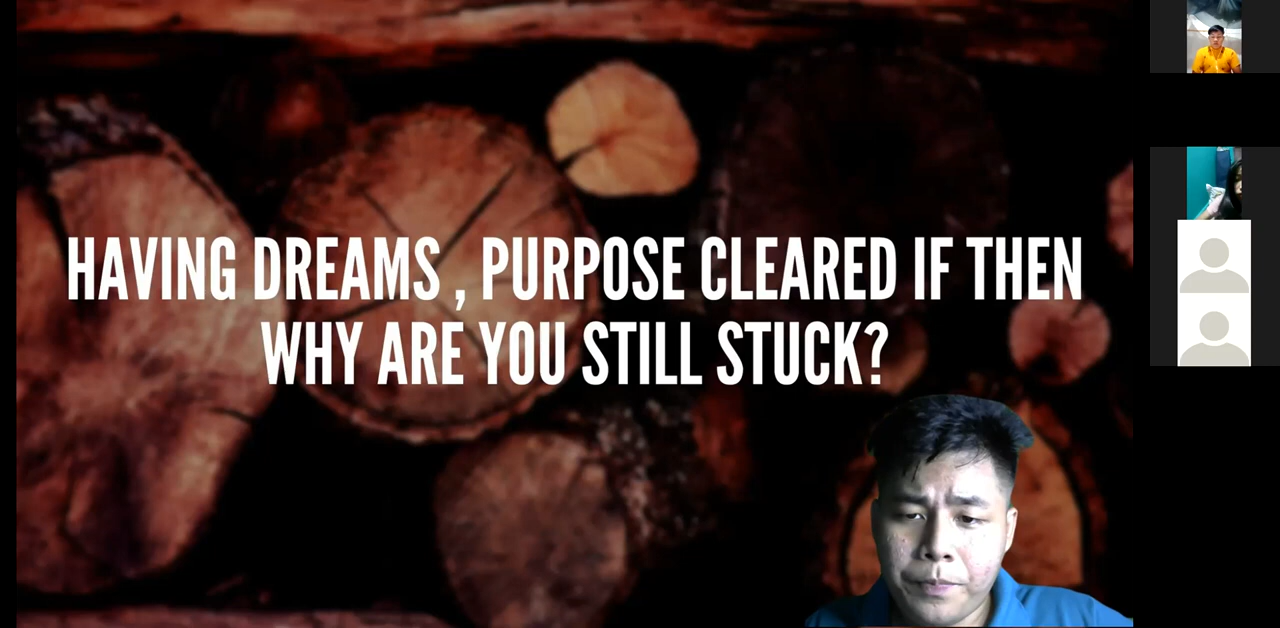 HAVING DREAMS , PURPOSE CLEARED IF THEN
WHY ARE YOU STILL STUCK?